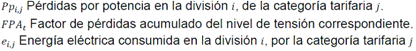 Pp_{i,j} Pérdidas por potencia en la división i, de la categoría tarifaria j.
FPA_t Factor de pérdidas acumulado del nivel de tensión correspondiente.
e_{i,j} Energía eléctrica consumida en la división i, por la categoría tarifaria j